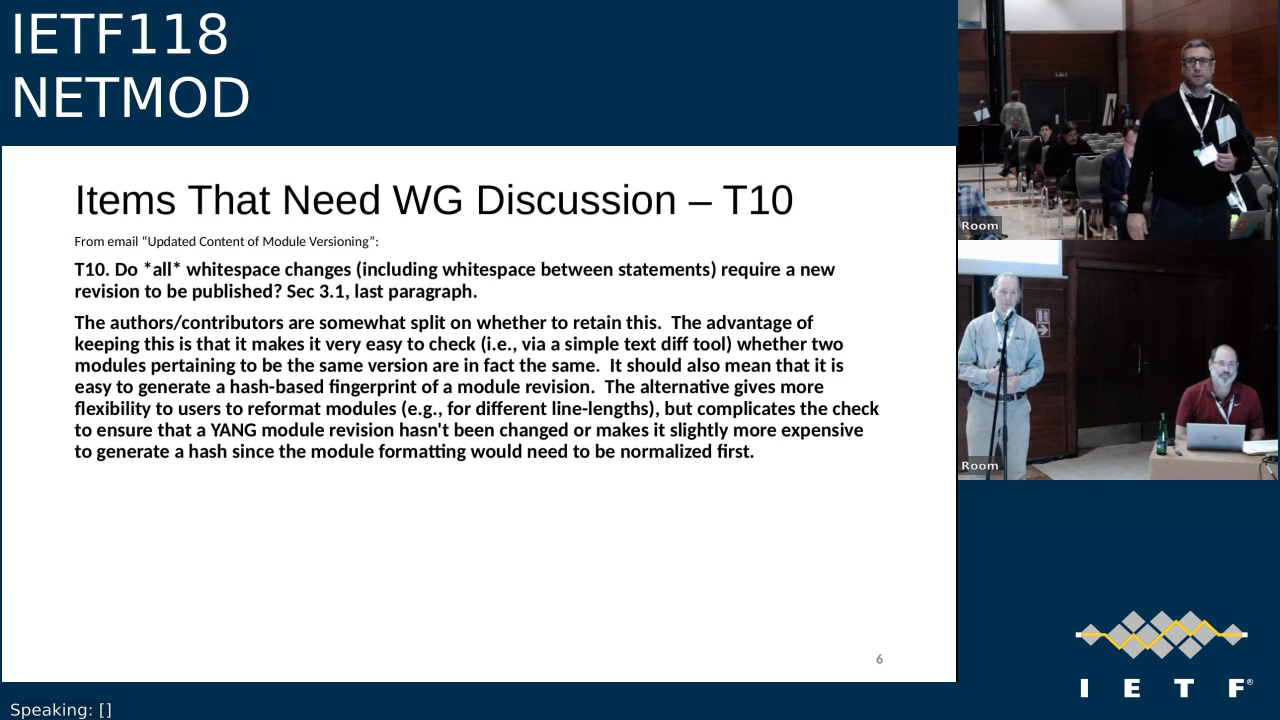 IETF118
NETMOD
Items That Need WG Discussion – T10
From email “Updated Content of Module Versioning”:
T10. Do *all* whitespace changes (including whitespace between statements) require a new
revision to be published? Sec 3.1, last paragraph.
The authors/contributors are somewhat split on whether to retain this.  The advantage of
keeping this is that it makes it very easy to check (i.e., via a simple text diff tool) whether two
modules pertaining to be the same version are in fact the same.  It should also mean that it is
easy to generate a hash-based fingerprint of a module revision.  The alternative gives more
flexibility to users to reformat modules (e.g., for different line-lengths), but complicates the check
to ensure that a YANG module revision hasn't been changed or makes it slightly more expensive
to generate a hash since the module formatting would need to be normalized first.
6
Room
Room
IETF®
Speaking: []